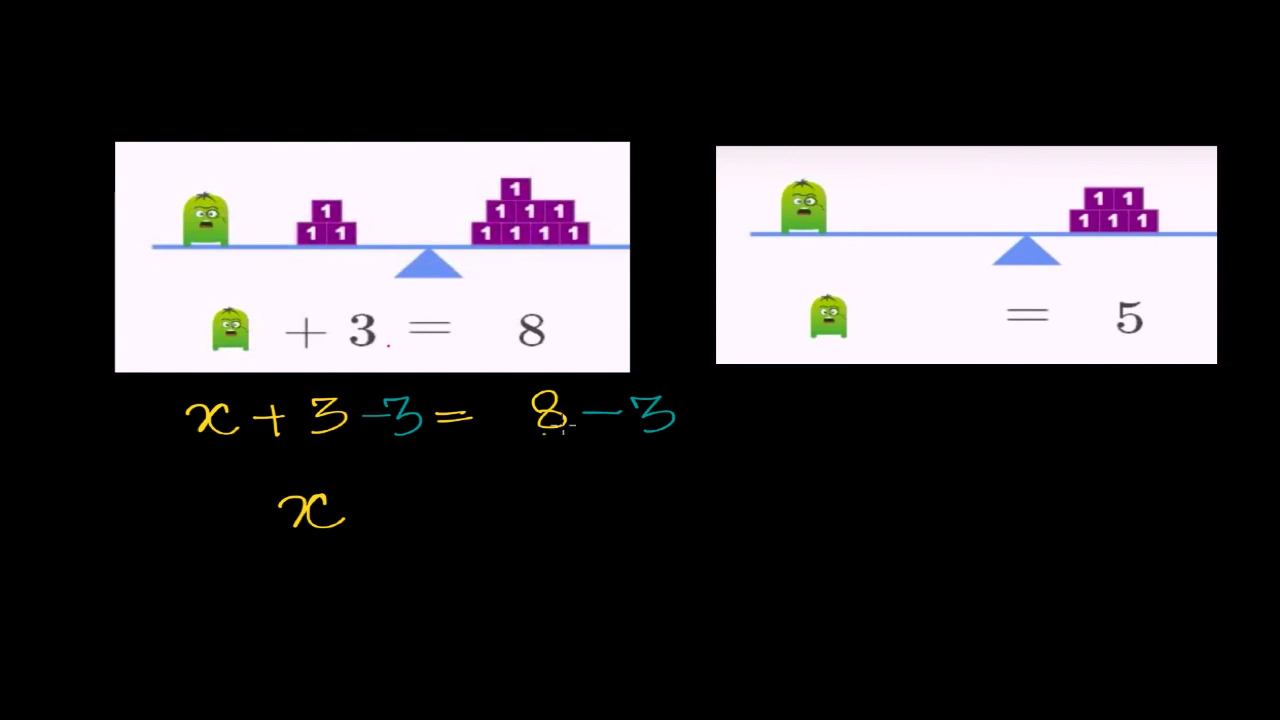 1
1 1 1 1
1 1 1 1 1 1
+ 3 = 8
1 1
1 1 1
= 5
x + 3 - 3 = 8 - 3
x